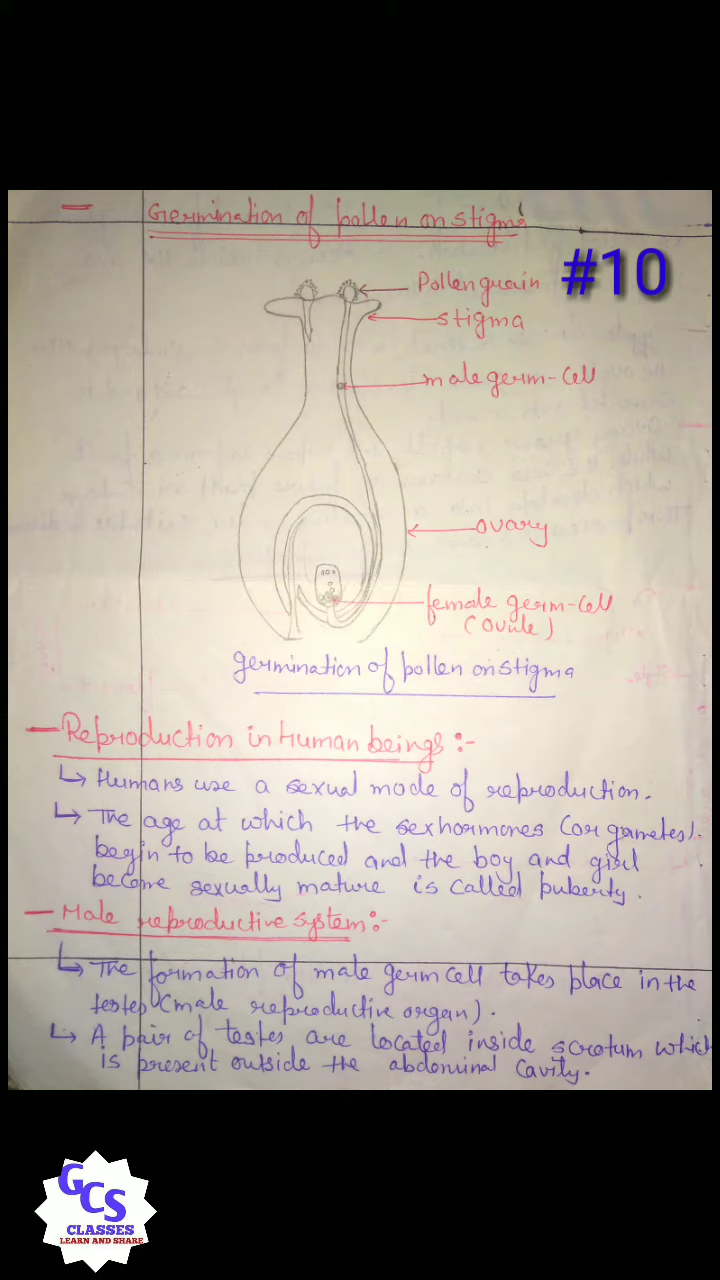 Germination of pollen on stigma
#10
Pollen grain
stigma
male germ-cell
ovary
female germ-cell
(Ovule)
germination of pollen on stigma
— Reproduction in Human beings :-
↳ Humans use a sexual mode of reproduction.
↳ The age at which the sex hormones (or gametes)
begin to be produced and the boy and girl
become sexually mature is called puberty.
— Male reproductive system:-
↳ The formation of male germ cell takes place in the
testes (male reproductive organ).
↳ A pair of testes are located inside scrotum which
is present outside the abdominal cavity.
GCS
CLASSES
LEARN AND SHARE